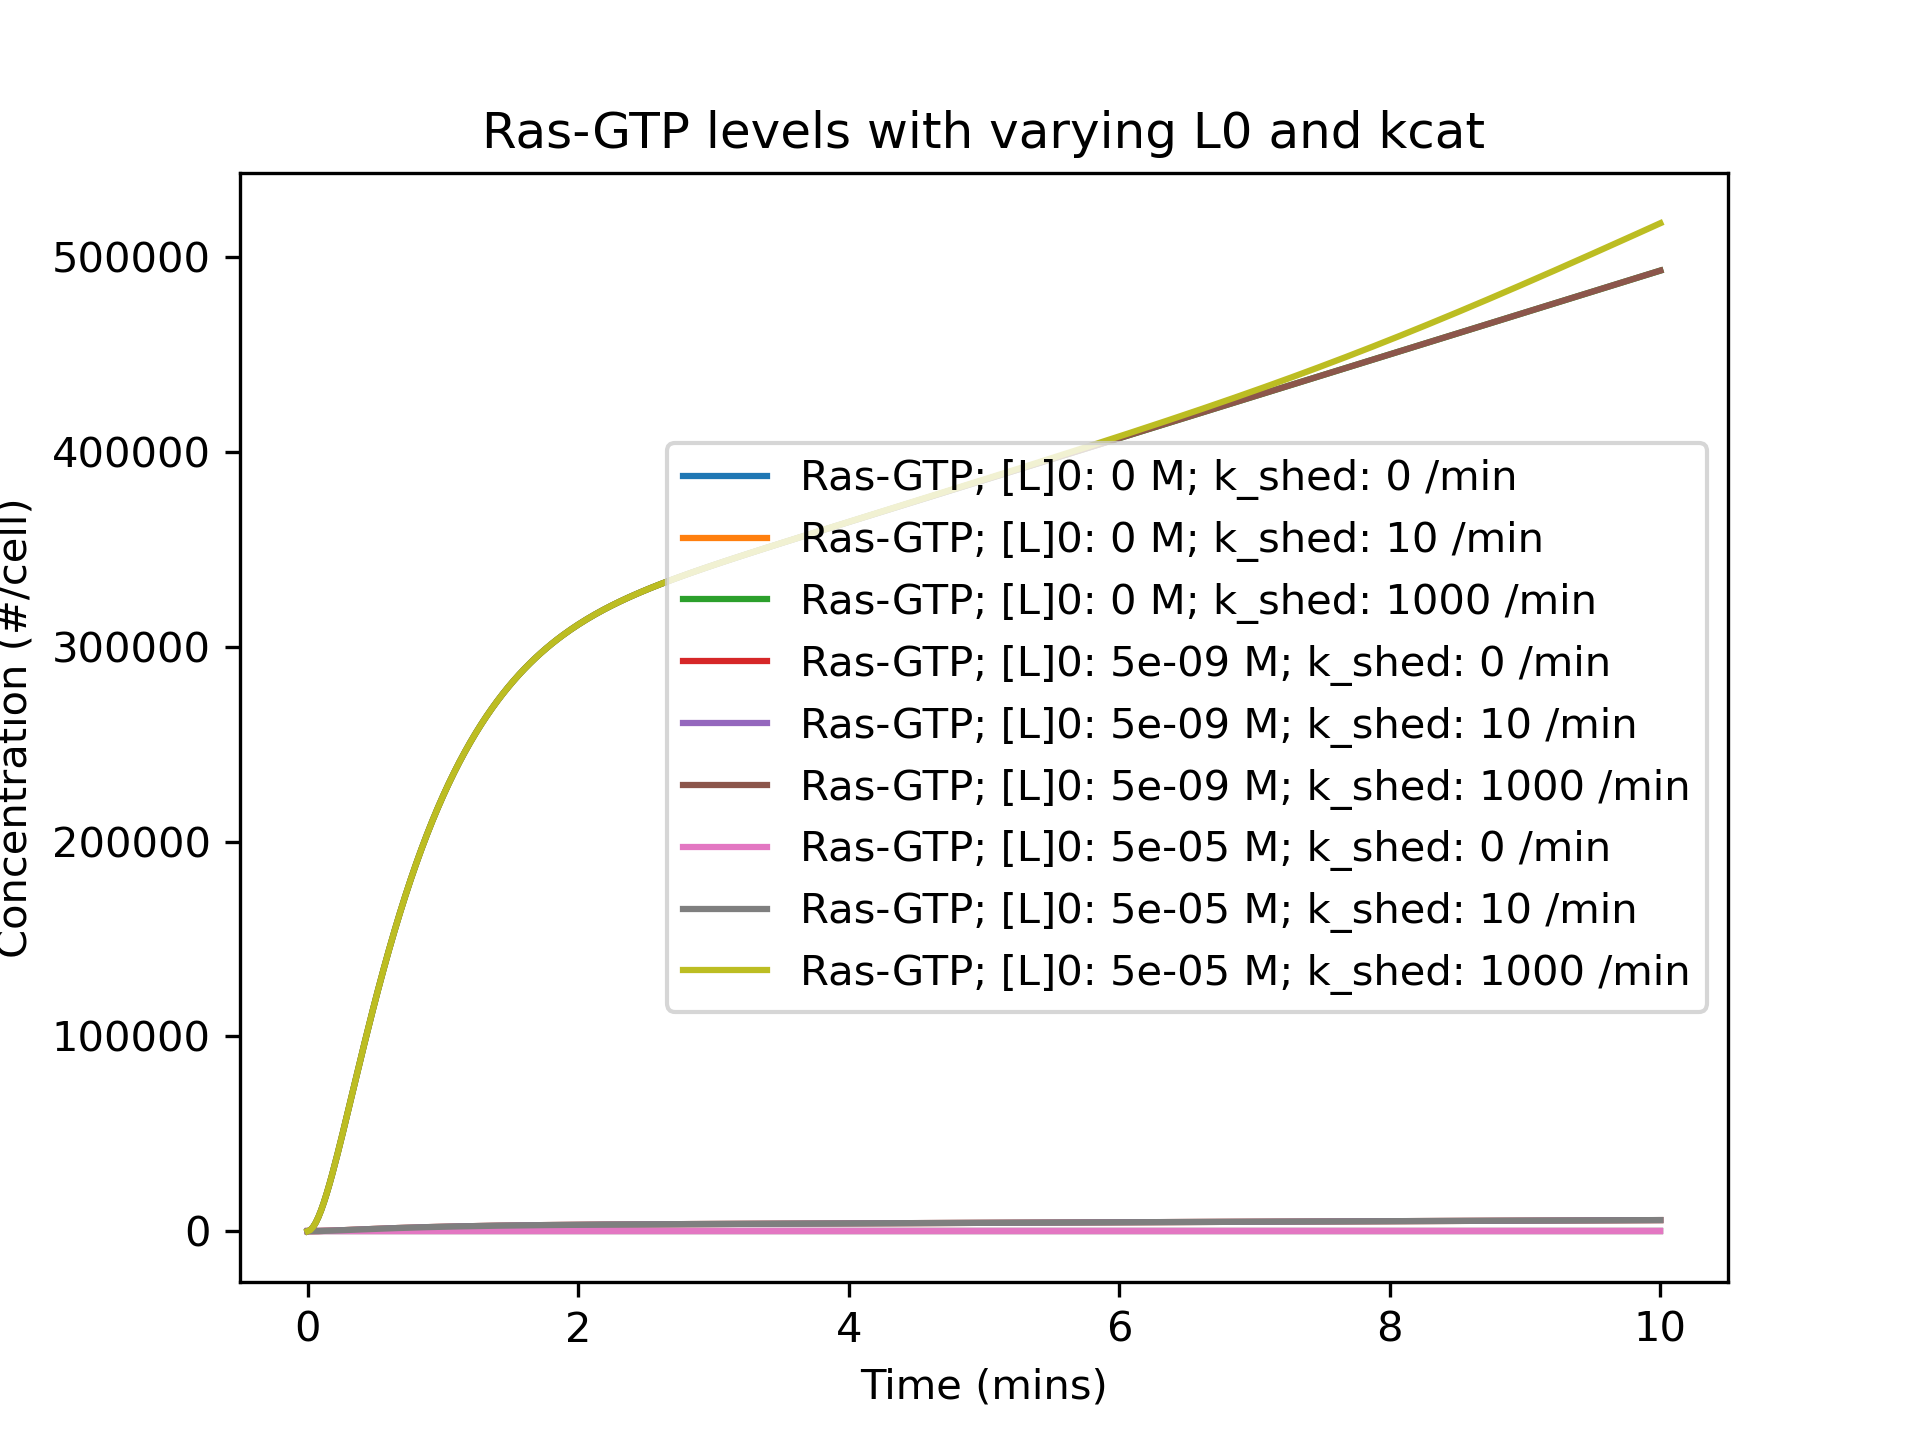 Ras-GTP levels with varying L0 and kcat
Concentration (#/cell)
500000
400000
300000
200000
100000
0
Ras-GTP; [L]0: 0 M; k_shed: 0 /min
Ras-GTP; [L]0: 0 M; k_shed: 10 /min
Ras-GTP; [L]0: 0 M; k_shed: 1000 /min
Ras-GTP; [L]0: 5e-09 M; k_shed: 0 /min
Ras-GTP; [L]0: 5e-09 M; k_shed: 10 /min
Ras-GTP; [L]0: 5e-09 M; k_shed: 1000 /min
Ras-GTP; [L]0: 5e-05 M; k_shed: 0 /min
Ras-GTP; [L]0: 5e-05 M; k_shed: 10 /min
Ras-GTP; [L]0: 5e-05 M; k_shed: 1000 /min
0 2 4 6 8 10
Time (mins)